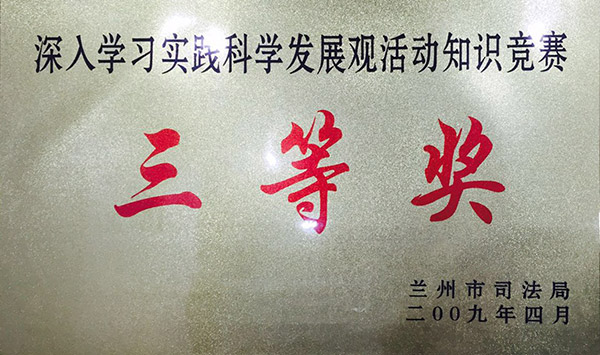 深入学习实践科学发展观活动知识竞赛
三等奖
兰州市司法局
二00九年四月